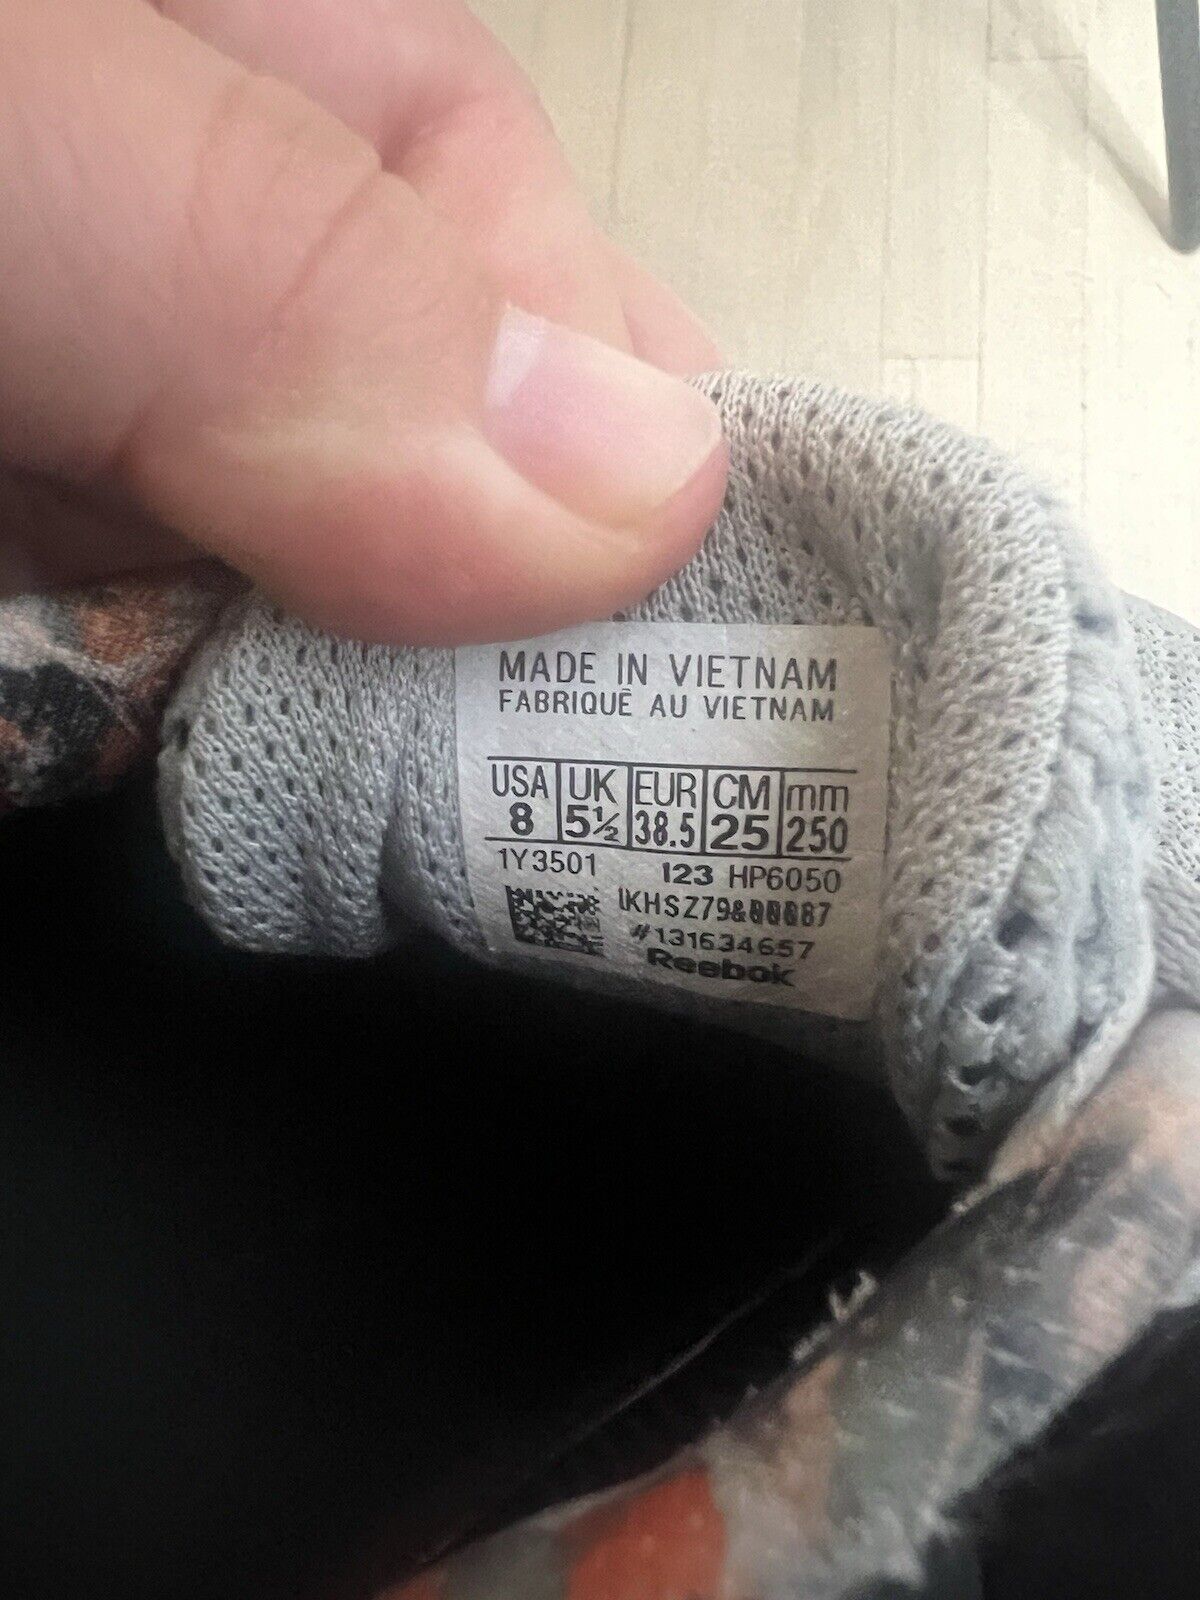 MADE IN VIETNAM
FABRIQUÉ AU VIETNAM
USA UK EUR CM mm
8 5½ 38.5 25 250
1Y3501 123 HP6050
#131634657
Reebok